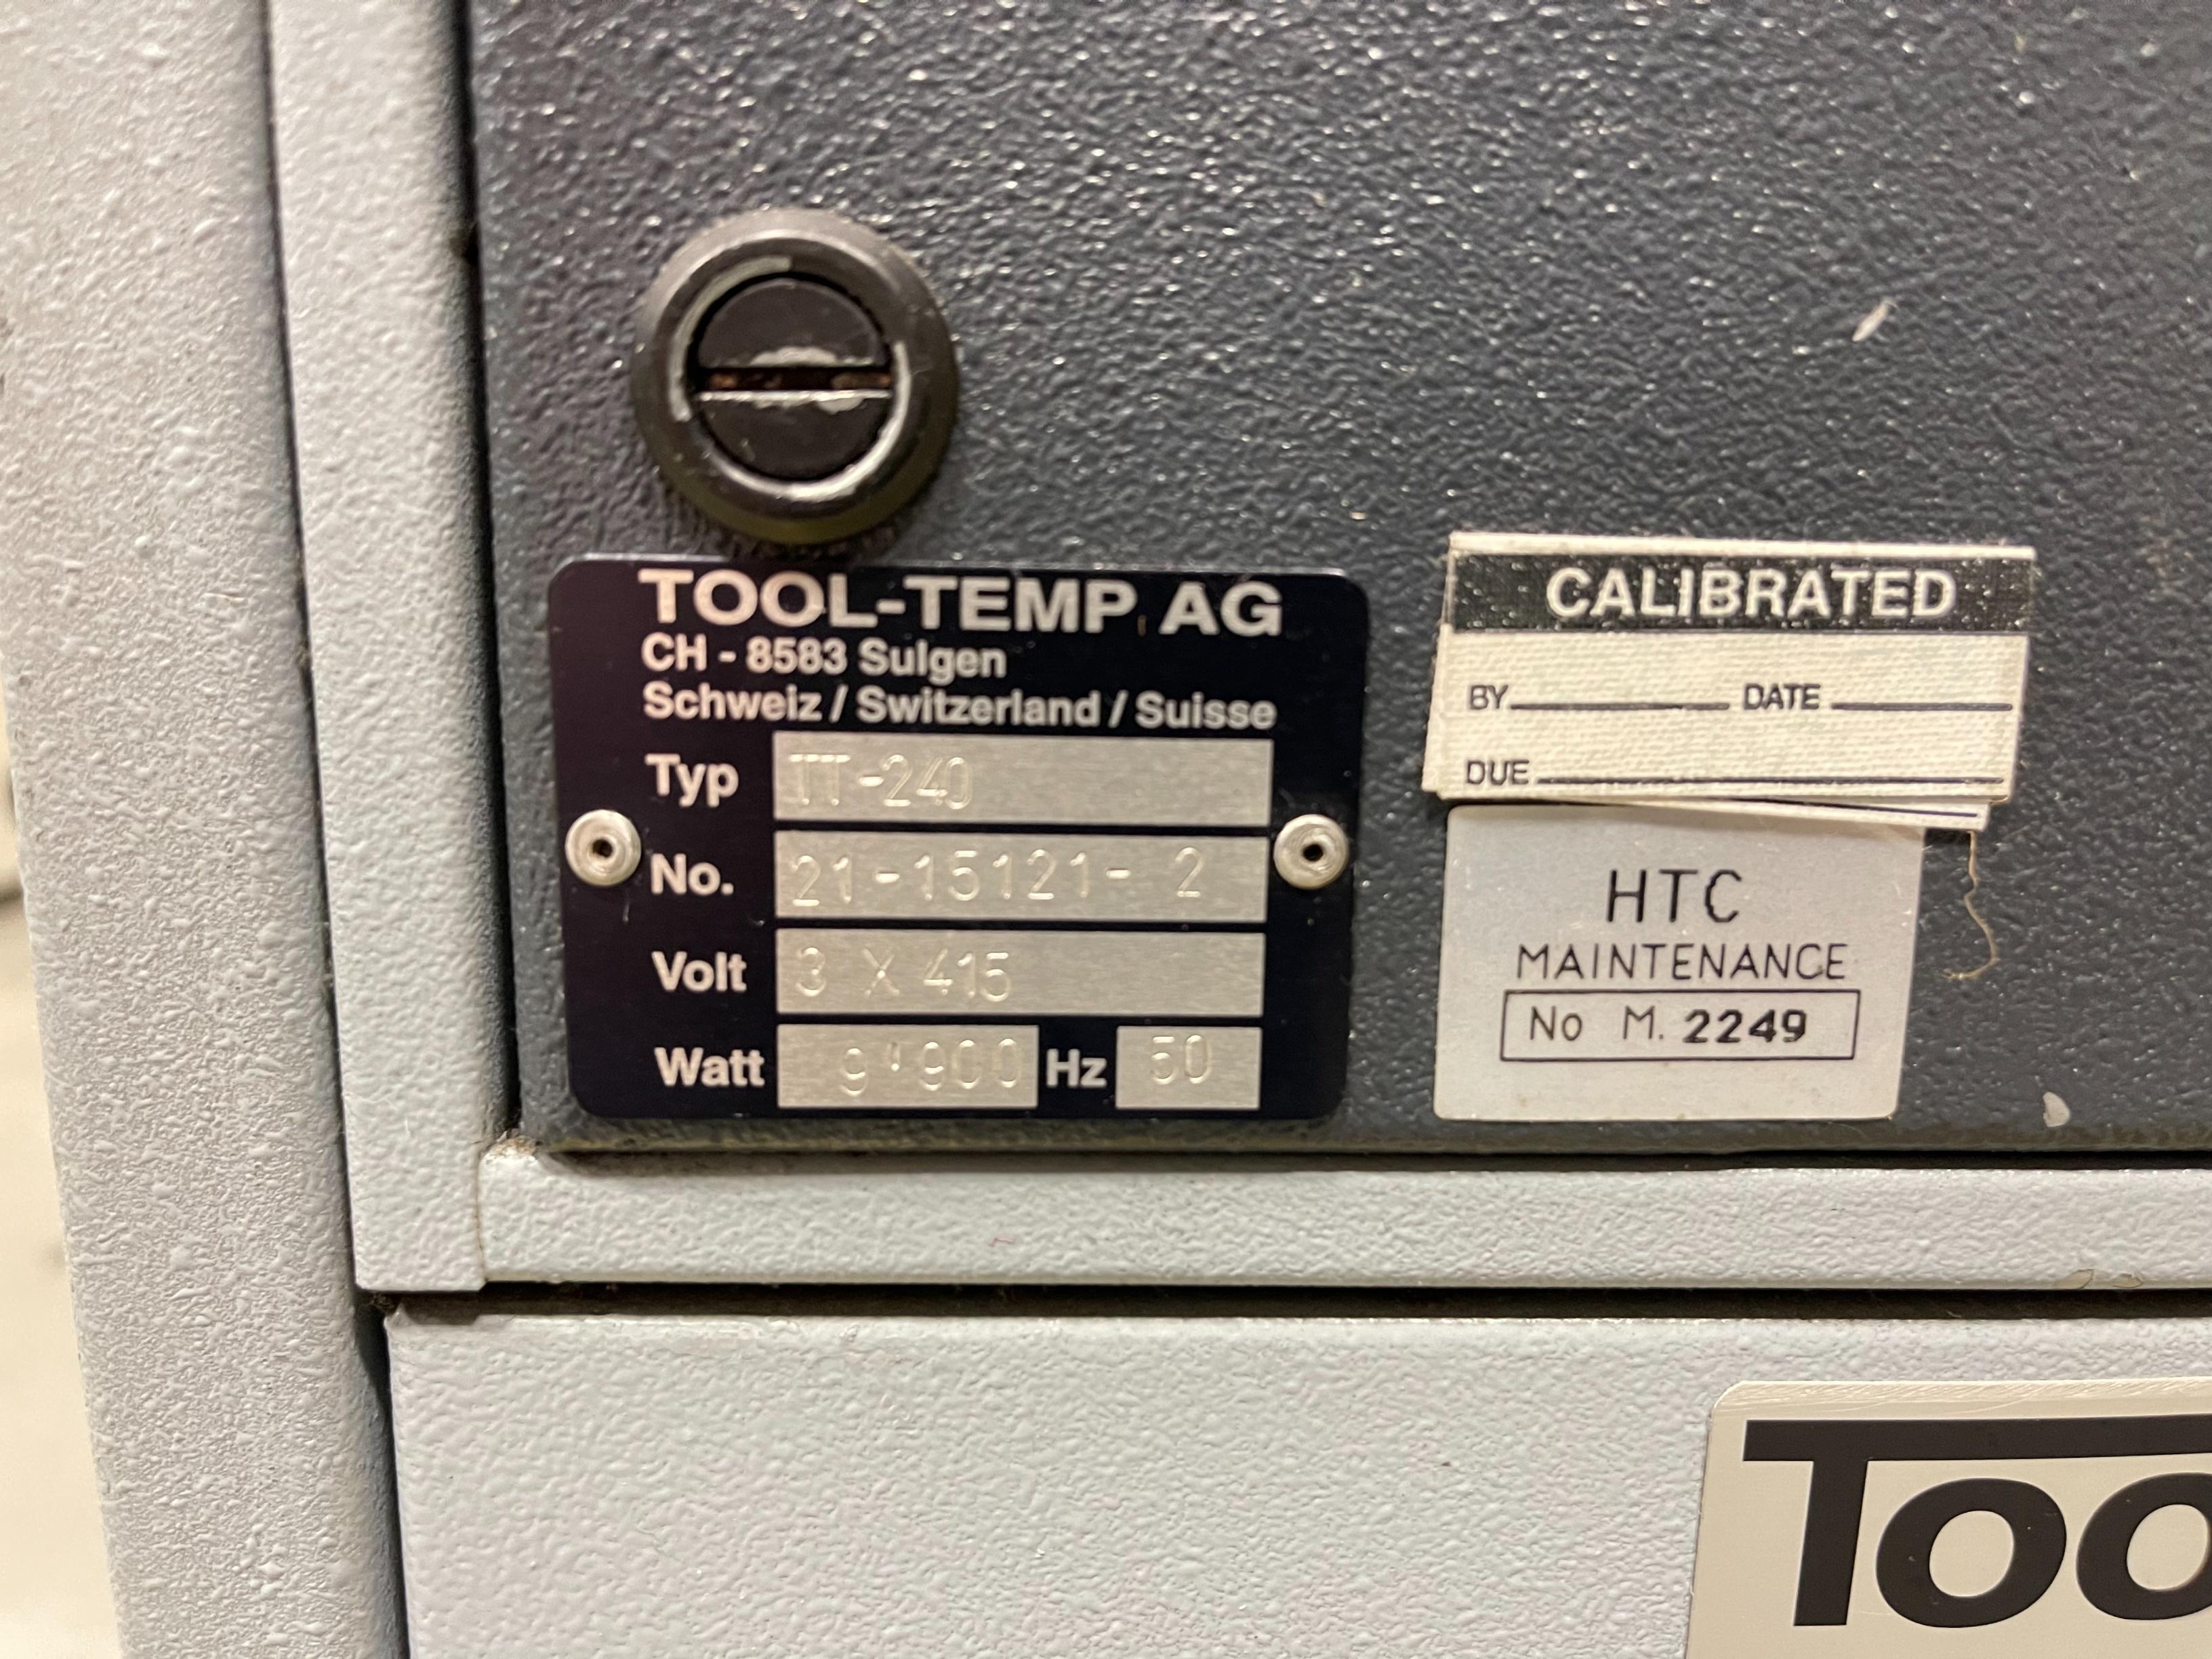 TOOL-TEMP AG
CH - 8583 Sulgen
Schweiz / Switzerland / Suisse
Typ TT-240
No. 21-15121- 2
Volt 3 X 415
Watt 9'900 Hz 50
CALIBRATED
BY DATE
DUE
HTC
MAINTENANCE
No M. 2249
Too